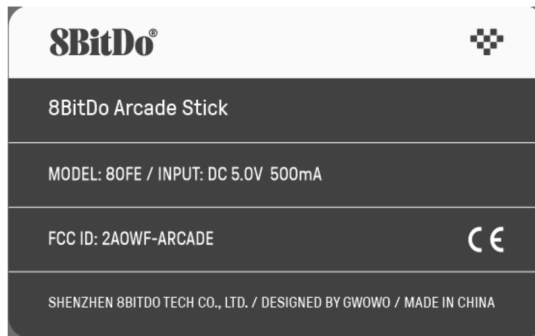 8BitDo®
8BitDo Arcade Stick
MODEL: 80FE / INPUT: DC 5.0V 500mA
FCC ID: 2AOWF-ARCADE
CE
SHENZHEN 8BITDO TECH CO., LTD. / DESIGNED BY GWOWO / MADE IN CHINA